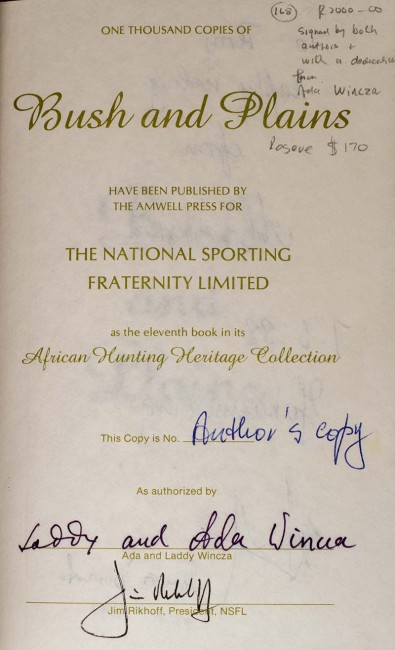 ONE THOUSAND COPIES OF
168 R2000-00
signed by both
authors +
with a dedication
from
Ada Wincza
Bush and Plains
$170
HAVE BEEN PUBLISHED BY
THE AMWELL PRESS FOR
THE NATIONAL SPORTING
FRATERNITY LIMITED
as the eleventh book in its
African Hunting Heritage Collection
This Copy is No. Author's copy
As authorized by
Laddy and Ada Wincza
Ada and Laddy Wincza
Jim Rikhoff
Jim Rikhoff, President, NSFL